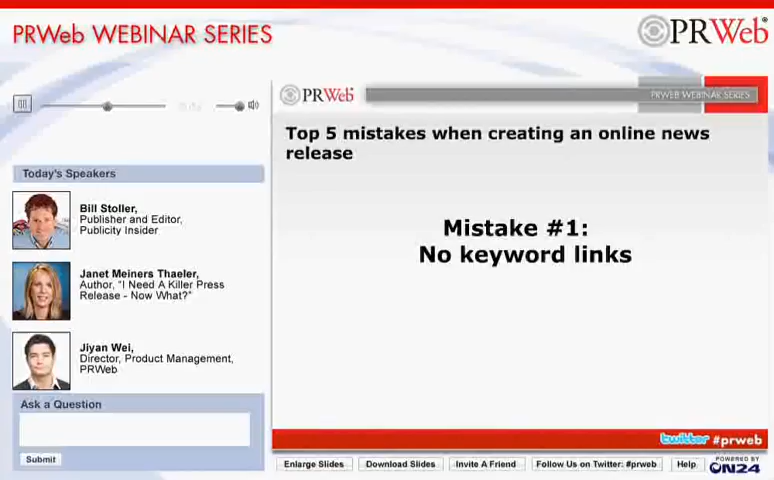 PRWeb WEBINAR SERIES
PRWeb®
PRWeb
PRWEB WEBINAR SERIES
Today's Speakers
Bill Stoller,
Publisher and Editor,
Publicity Insider
Janet Meiners Thaeler,
Author, "I Need A Killer Press
Release - Now What?"
Jiyan Wei,
Director, Product Management,
PRWeb
Ask a Question
Submit
Top 5 mistakes when creating an online news
release
Mistake #1:
No keyword links
twitter #prweb
Enlarge Slides
Download Slides
Invite A Friend
Follow Us on Twitter: #prweb
Help
POWERED BY
ON24